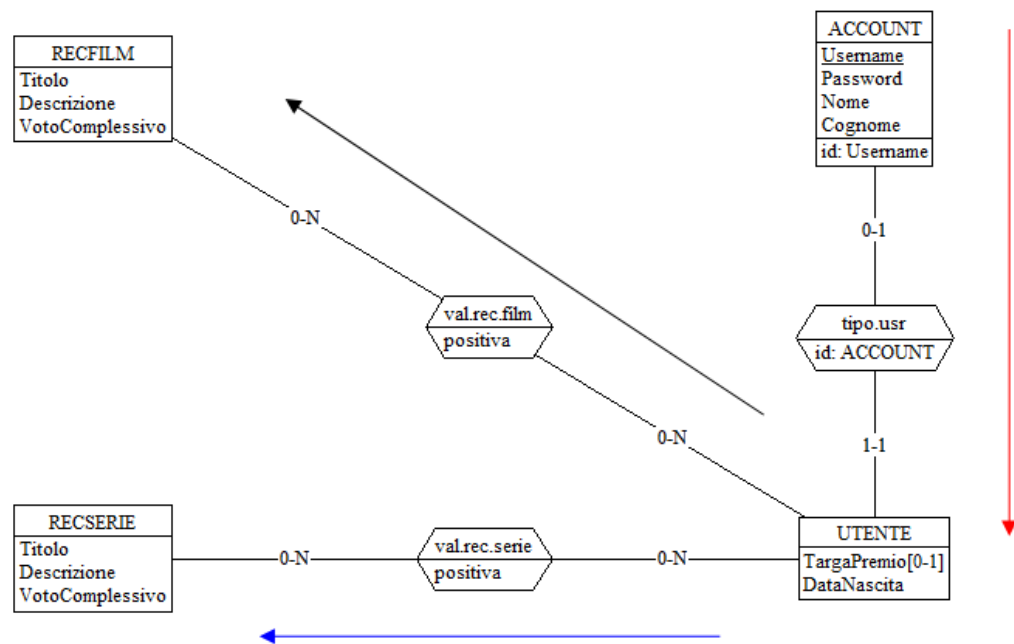 ACCOUNT
Username
Password
Nome
Cognome
id: Username
RECFILM
Titolo
Descrizione
VotoComplessivo
0-N
0-1
val.rec.film
positiva
tipo.usr
id: ACCOUNT
0-N
1-1
RECSERIE
Titolo
Descrizione
VotoComplessivo
0-N
val.rec.serie
positiva
0-N
UTENTE
TargaPremio[0-1]
DataNascita